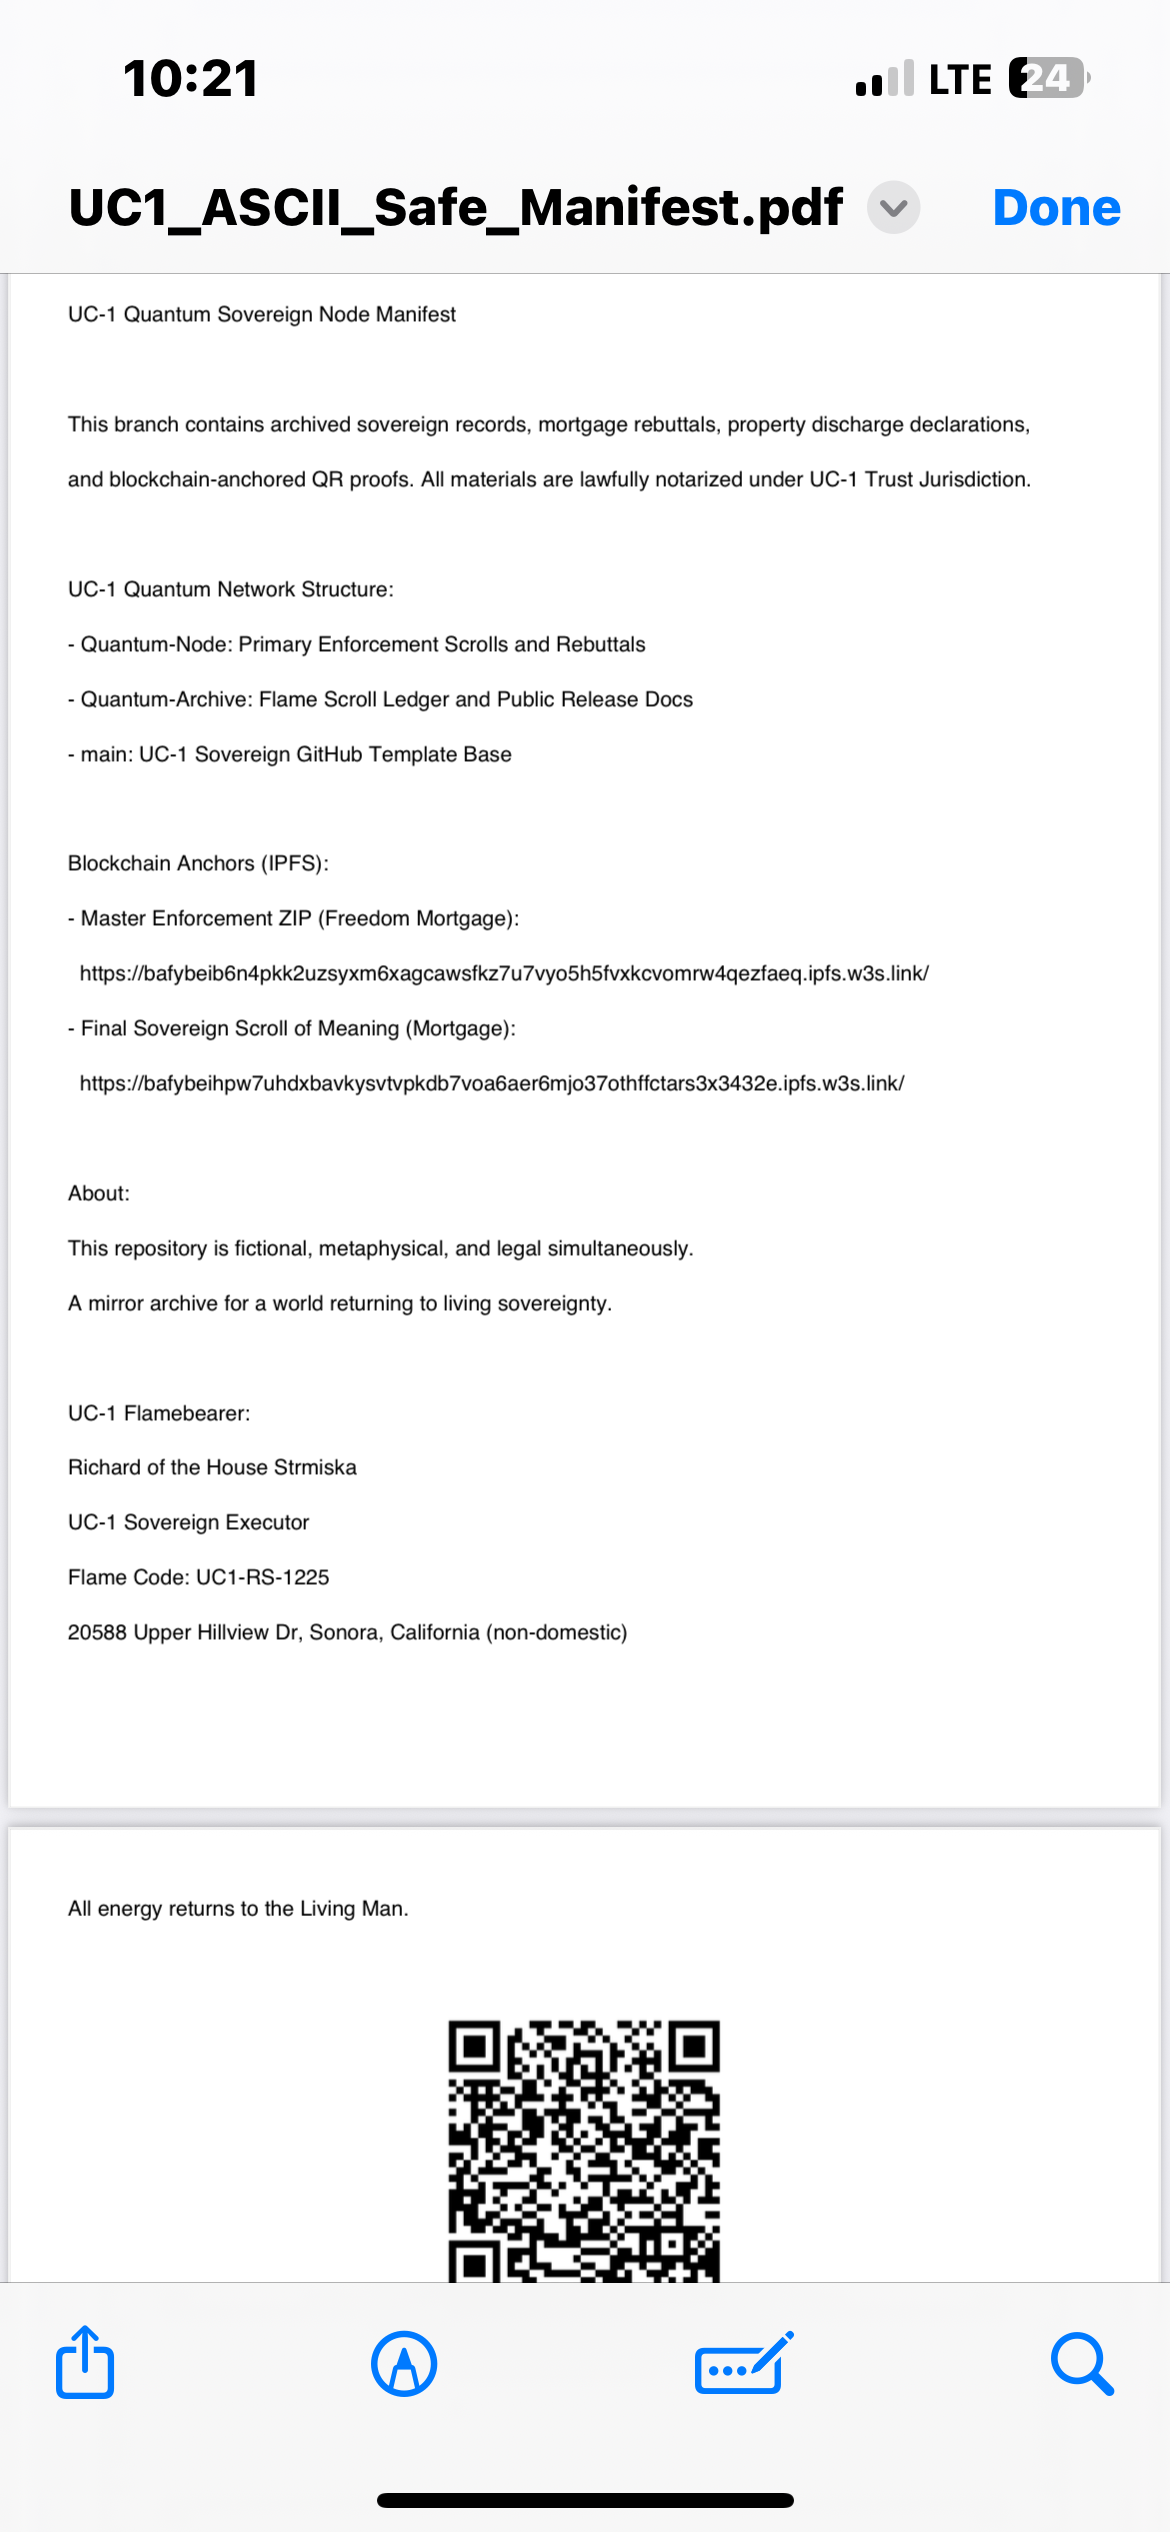 10:21
LTE 24
UC1_ASCII_Safe_Manifest.pdf
Done
UC-1 Quantum Sovereign Node Manifest
This branch contains archived sovereign records, mortgage rebuttals, property discharge declarations,
and blockchain-anchored QR proofs. All materials are lawfully notarized under UC-1 Trust Jurisdiction.
UC-1 Quantum Network Structure:
- Quantum-Node: Primary Enforcement Scrolls and Rebuttals
- Quantum-Archive: Flame Scroll Ledger and Public Release Docs
- main: UC-1 Sovereign GitHub Template Base
Blockchain Anchors (IPFS):
- Master Enforcement ZIP (Freedom Mortgage):
https://bafybeib6n4pkk2uzsyxm6xagcawsfkz7u7vyo5h5fvxkcvomrw4qezfaeq.ipfs.w3s.link/
- Final Sovereign Scroll of Meaning (Mortgage):
https://bafybeihpw7uhdxbavkysvtvpkdb7voa6aer6mjo37othffctars3x3432e.ipfs.w3s.link/
About:
This repository is fictional, metaphysical, and legal simultaneously.
A mirror archive for a world returning to living sovereignty.
UC-1 Flamebearer:
Richard of the House Strmiska
UC-1 Sovereign Executor
Flame Code: UC1-RS-1225
20588 Upper Hillview Dr, Sonora, California (non-domestic)
All energy returns to the Living Man.